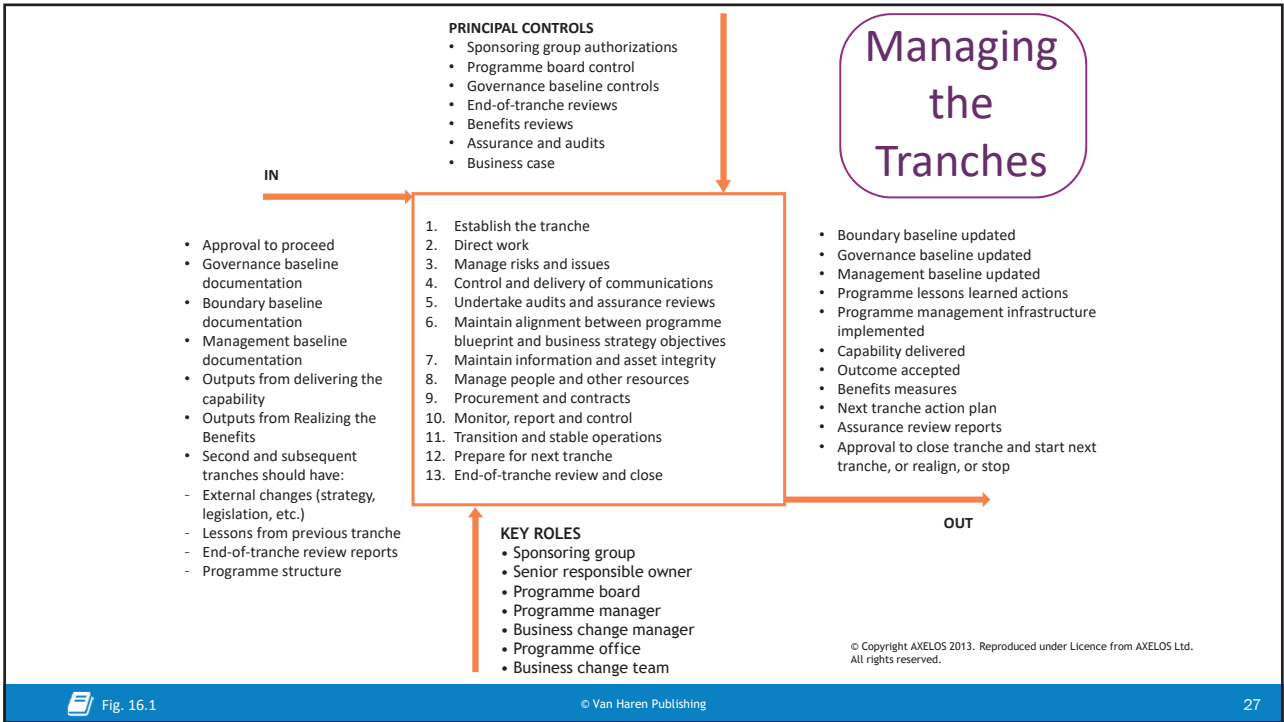 PRINCIPAL CONTROLS
• Sponsoring group authorizations
• Programme board control
• Governance baseline controls
• End-of-tranche reviews
• Benefits reviews
• Assurance and audits
• Business case
Managing
the
Tranches
IN
• Approval to proceed
• Governance baseline
documentation
• Boundary baseline
documentation
• Management baseline
documentation
• Outputs from delivering the
capability
• Outputs from Realizing the
Benefits
• Second and subsequent
tranches should have:
- External changes (strategy,
legislation, etc.)
- Lessons from previous tranche
- End-of-tranche review reports
- Programme structure
1. Establish the tranche
2. Direct work
3. Manage risks and issues
4. Control and delivery of communications
5. Undertake audits and assurance reviews
6. Maintain alignment between programme
blueprint and business strategy objectives
7. Maintain information and asset integrity
8. Manage people and other resources
9. Procurement and contracts
10. Monitor, report and control
11. Transition and stable operations
12. Prepare for next tranche
13. End-of-tranche review and close
• Boundary baseline updated
• Governance baseline updated
• Management baseline updated
• Programme lessons learned actions
• Programme management infrastructure
implemented
• Capability delivered
• Outcome accepted
• Benefits measures
• Next tranche action plan
• Assurance review reports
• Approval to close tranche and start next
tranche, or realign, or stop
OUT
KEY ROLES
• Sponsoring group
• Senior responsible owner
• Programme board
• Programme manager
• Business change manager
• Programme office
• Business change team
© Copyright AXELOS 2013. Reproduced under Licence from AXELOS Ltd.
All rights reserved.
Fig. 16.1
© Van Haren Publishing
27